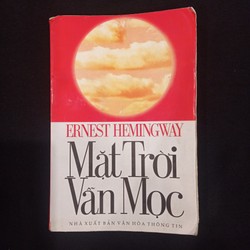 ERNEST HEMINGWAY
Mặt Trời
Vẫn Mọc
NHÀ XUẤT BẢN VĂN HÓA THÔNG TIN